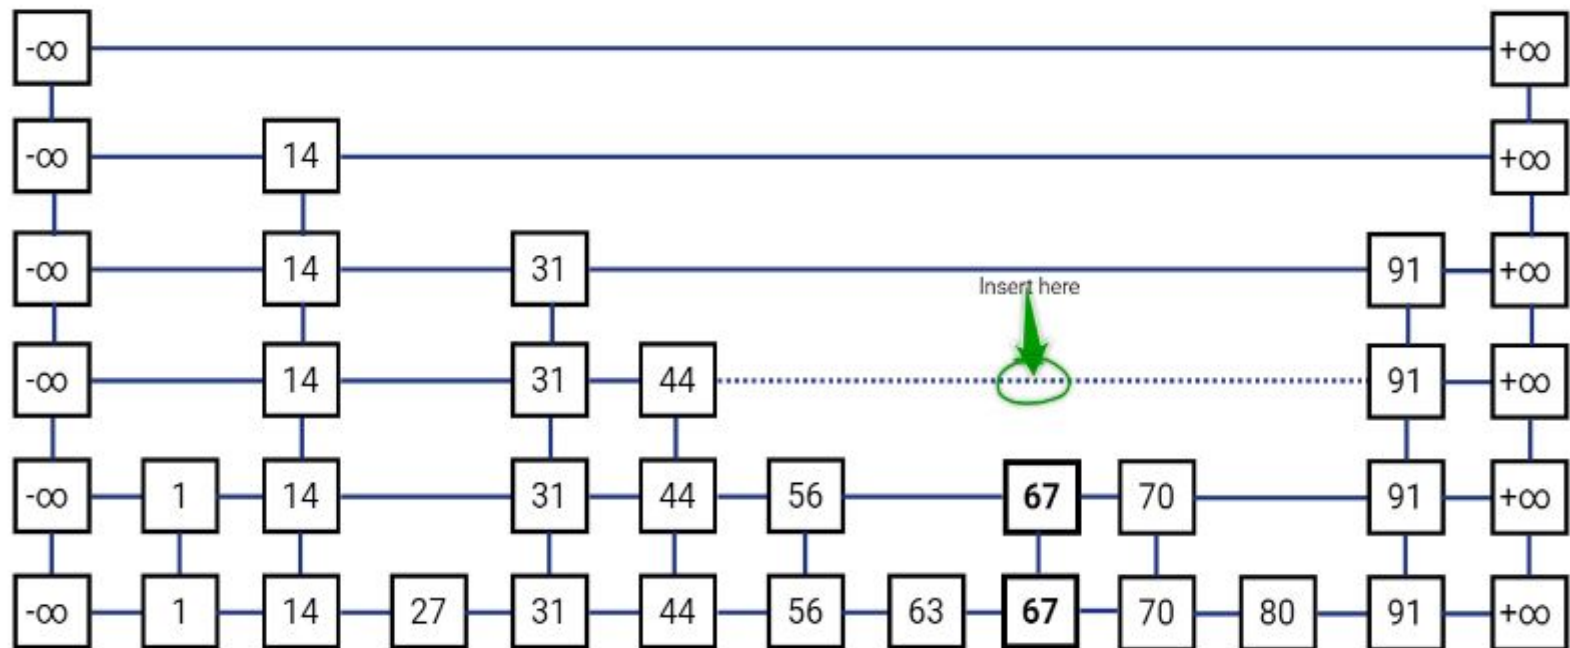 -∞ +∞
-∞ 14 +∞
-∞ 14 31 91 +∞
Insert here
-∞ 14 31 44 91 +∞
-∞ 1 14 31 44 56 67 70 91 +∞
-∞ 1 14 27 31 44 56 63 67 70 80 91 +∞